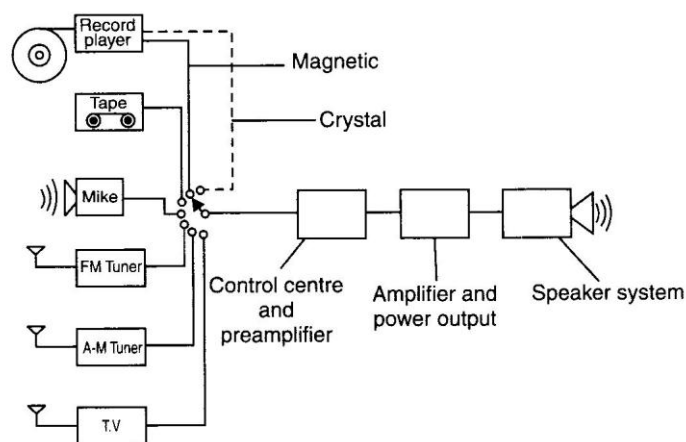 Record
player
Magnetic
Tape
Crystal
Mike
FM Tuner
Control centre
and
preamplifier
Amplifier and
power output
Speaker system
A-M Tuner
T.V